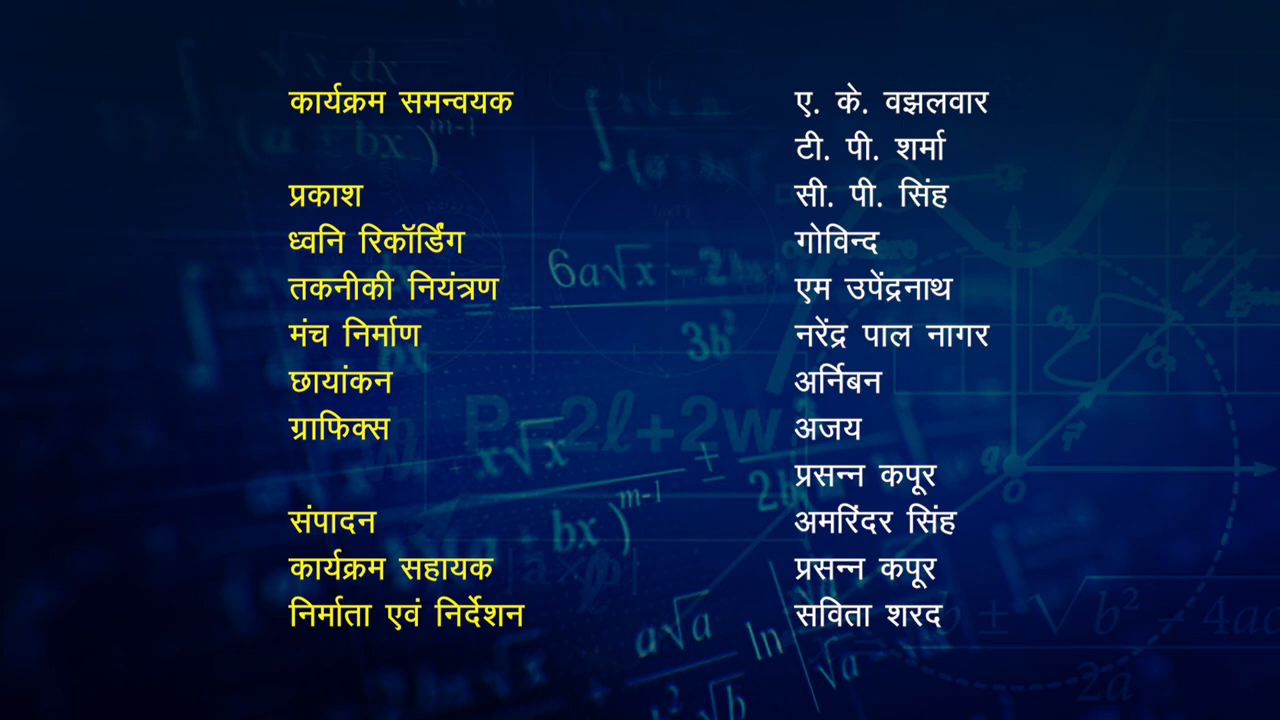 कार्यक्रम समन्वयक ए. के. वझलवार
टी. पी. शर्मा
प्रकाश सी. पी. सिंह
ध्वनि रिकॉर्डिंग गोविन्द
तकनीकी नियंत्रण एम उपेंद्रनाथ
मंच निर्माण नरेंद्र पाल नागर
छायांकन अर्निबन
ग्राफिक्स अजय
प्रसन्न कपूर
संपादन अमरिंदर सिंह
कार्यक्रम सहायक प्रसन्न कपूर
निर्माता एवं निर्देशन सविता शरद